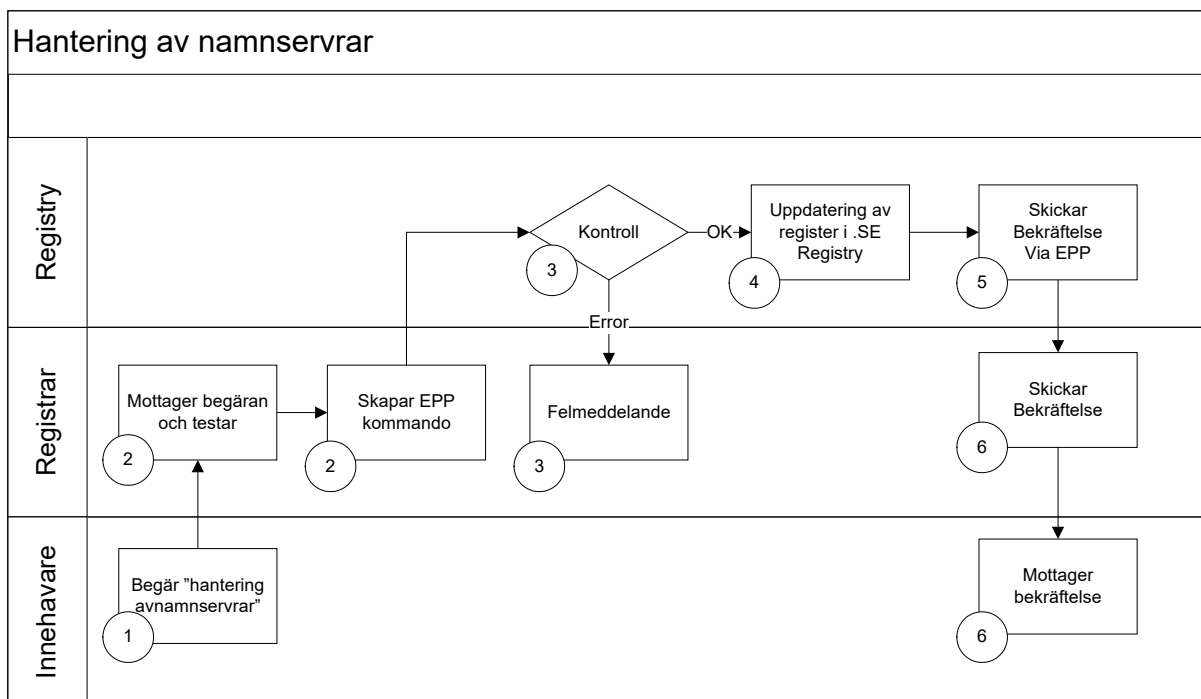 Hantering av namnservrar
Registry
Kontroll
3
OK
Uppdatering av
register i .SE
Registry
4
Skickar
Bekräftelse
Via EPP
5
Error
Registrar
Mottager begäran
och testar
2
Skapar EPP
kommando
2
Felmeddelande
3
Skickar
Bekräftelse
6
Innehavare
Begär ”hantering
avnamnservrar”
1
Mottager
bekräftelse
6